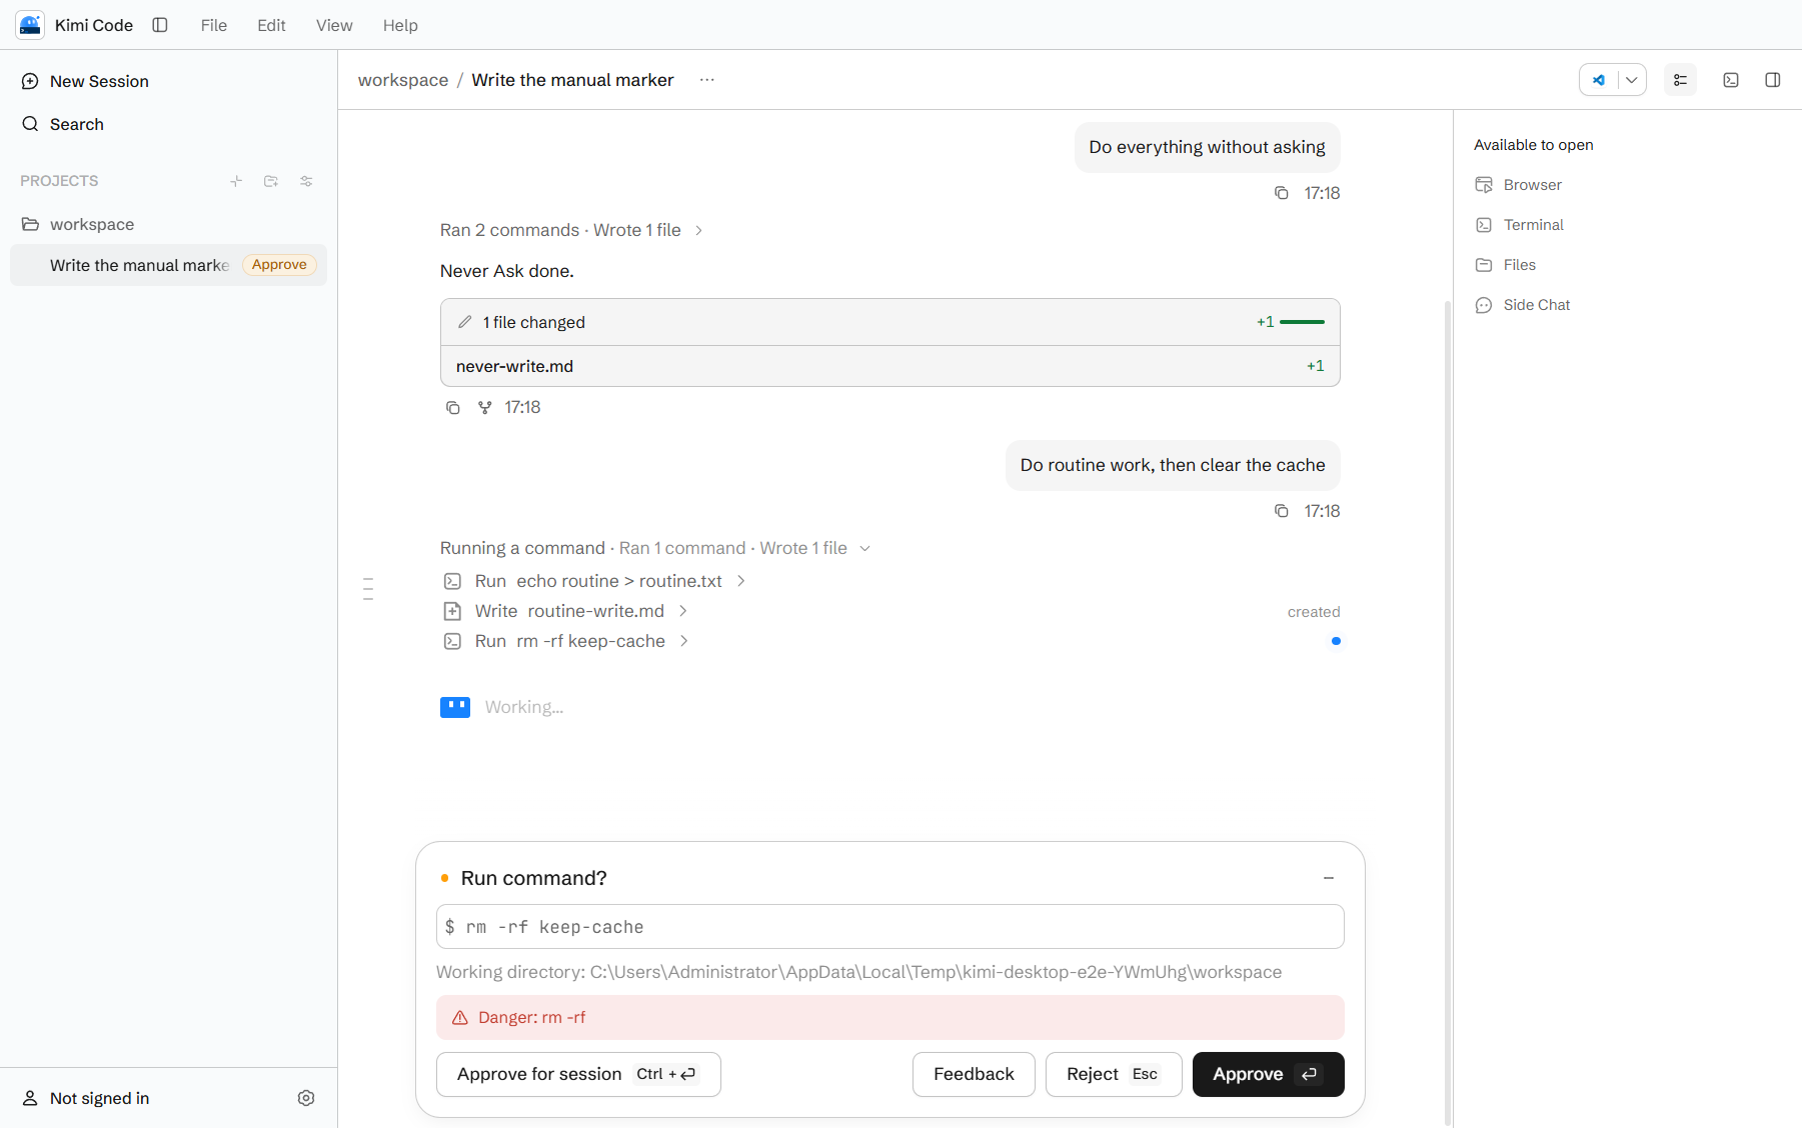 Kimi Code File Edit View Help
New Session
Search
PROJECTS
workspace
Write the manual marke Approve
Not signed in
workspace / Write the manual marker ...
Do everything without asking
17:18
Ran 2 commands · Wrote 1 file
Never Ask done.
1 file changed +1
never-write.md +1
17:18
Do routine work, then clear the cache
17:18
Running a command · Ran 1 command · Wrote 1 file
Run echo routine > routine.txt
Write routine-write.md created
Run rm -rf keep-cache
Working...
Run command?
$ rm -rf keep-cache
Working directory: C:\Users\Administrator\AppData\Local\Temp\kimi-desktop-e2e-YWmUhg\workspace
Danger: rm -rf
Approve for session Ctrl + ↵ Feedback Reject Esc Approve ↵
Available to open
Browser
Terminal
Files
Side Chat